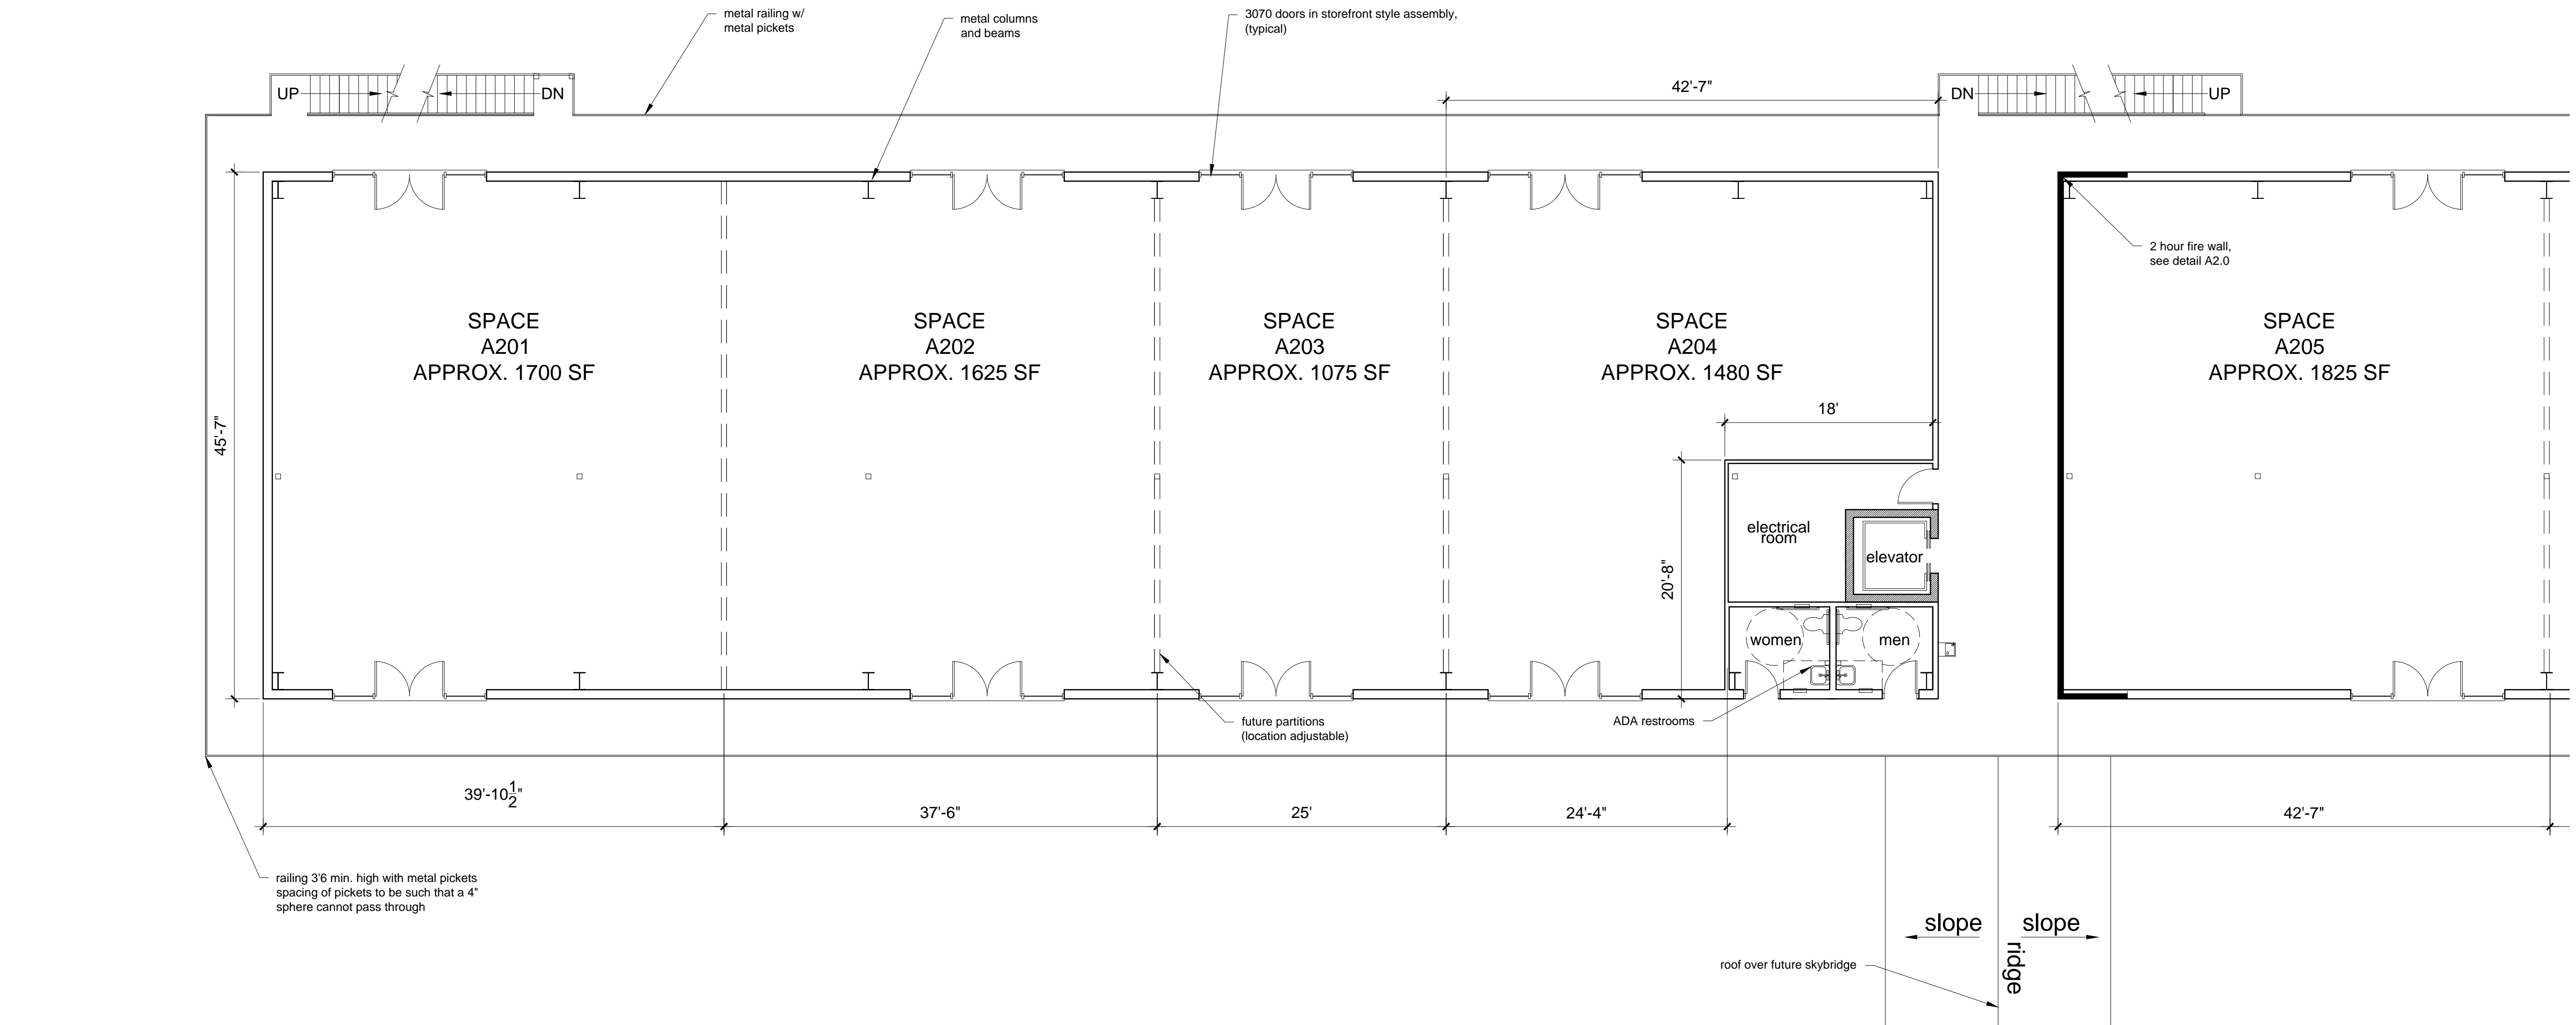 metal railing w/
metal pickets
metal columns
and beams
3070 doors in storefront style assembly,
(typical)
42'-7"
UP
DN
DN
UP
2 hour fire wall,
see detail A2.0
SPACE
A201
APPROX. 1700 SF
SPACE
A202
APPROX. 1625 SF
SPACE
A203
APPROX. 1075 SF
SPACE
A204
APPROX. 1480 SF
SPACE
A205
APPROX. 1825 SF
45'-7"
18'
20'-8"
electrical
room
elevator
women
men
future partitions
(location adjustable)
ADA restrooms
39'-10 1/2"
37'-6"
25'
24'-4"
42'-7"
railing 3'6 min. high with metal pickets
spacing of pickets to be such that a 4"
sphere cannot pass through
slope
slope
ridge
roof over future skybridge